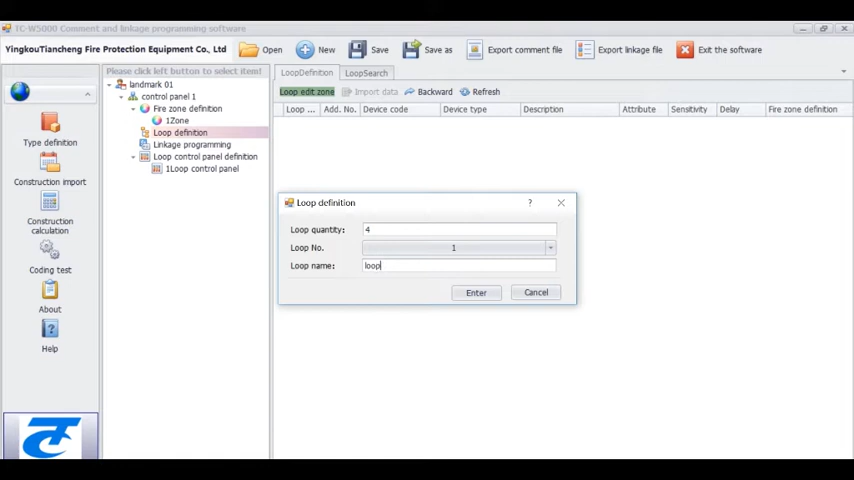 TC-W5000 Comment and linkage programming software
YingkouTiancheng Fire Protection Equipment Co., Ltd
Open
New
Save
Save as
Export comment file
Export linkage file
Exit the software
Type definition
Construction import
Construction
calculation
Coding test
About
Help
Please click left button to select item!
landmark 01
control panel 1
Fire zone definition
1Zone
Loop definition
Linkage programming
Loop control panel definition
1Loop control panel
LoopDefinition
LoopSearch
Loop edit zone
Import data
Backward
Refresh
Loop ...
Add. No.
Device code
Device type
Description
Attribute
Sensitivity
Delay
Fire zone definition
Loop definition
?
Loop quantity:
4
Loop No.
1
Loop name:
loop
Enter
Cancel